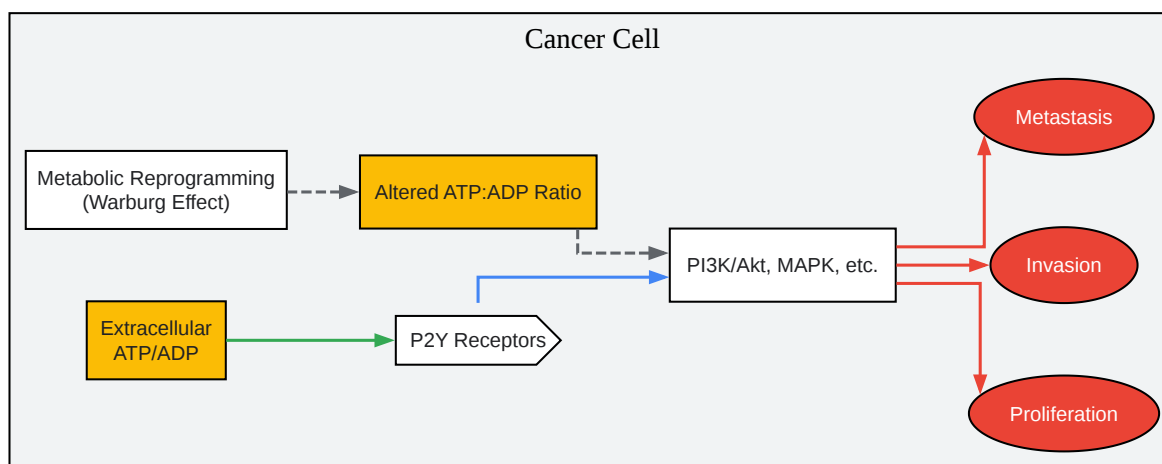 Cancer Cell
Metastasis
Metabolic Reprogramming
(Warburg Effect)
Altered ATP:ADP Ratio
PI3K/Akt, MAPK, etc.
Invasion
Extracellular
ATP/ADP
P2Y Receptors
Proliferation